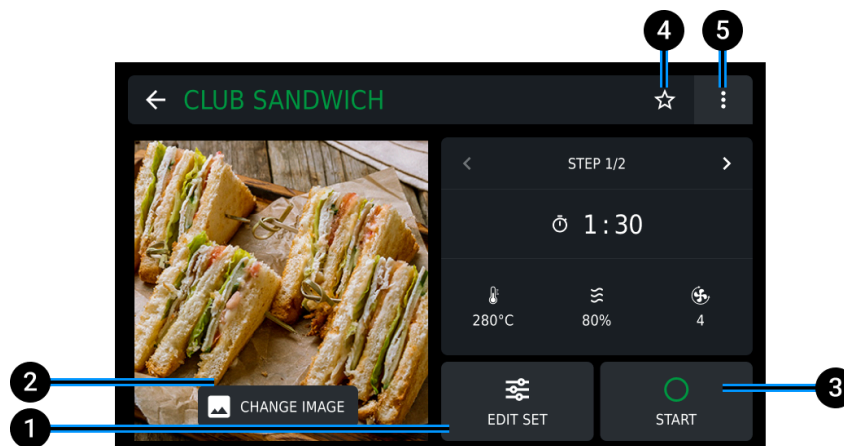 4 5
CLUB SANDWICH
STEP 1/2
1:30
280°C 80% 4
2
CHANGE IMAGE
3
1
EDIT SET
START